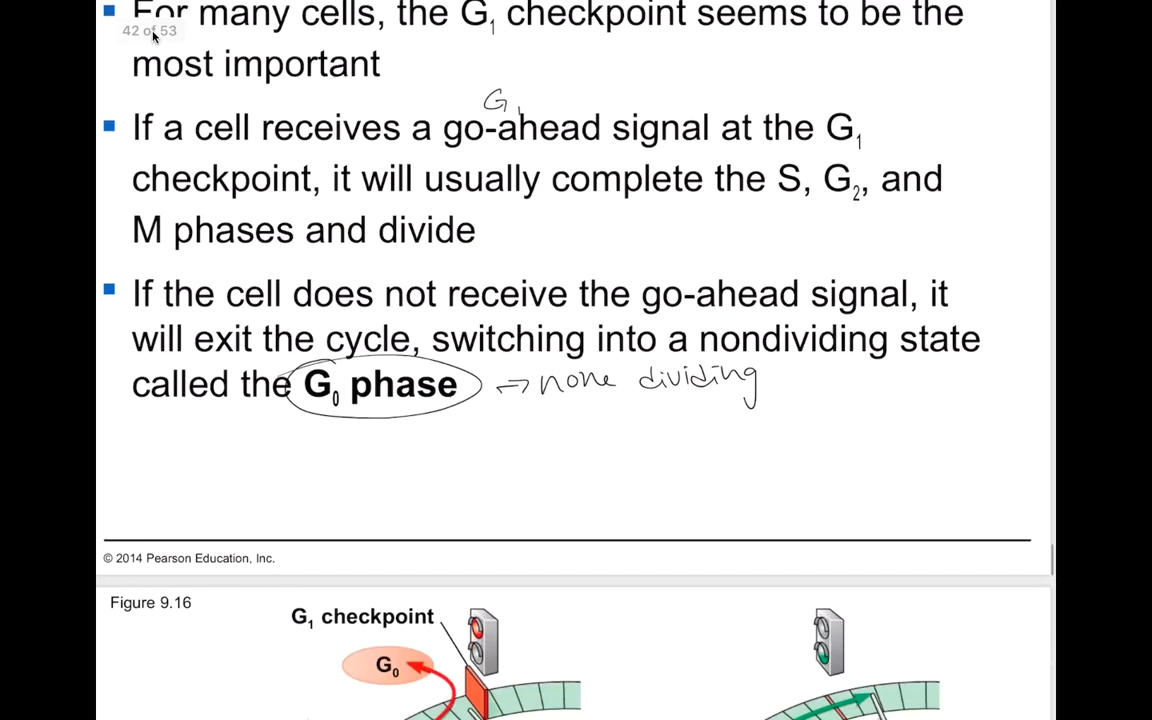 For many cells, the G1 checkpoint seems to be the
42 of 53
most important
G1
If a cell receives a go-ahead signal at the G1
checkpoint, it will usually complete the S, G2, and
M phases and divide
If the cell does not receive the go-ahead signal, it
will exit the cycle, switching into a nondividing state
called the G0 phase → none dividing
© 2014 Pearson Education, Inc.
Figure 9.16
G1 checkpoint
G0